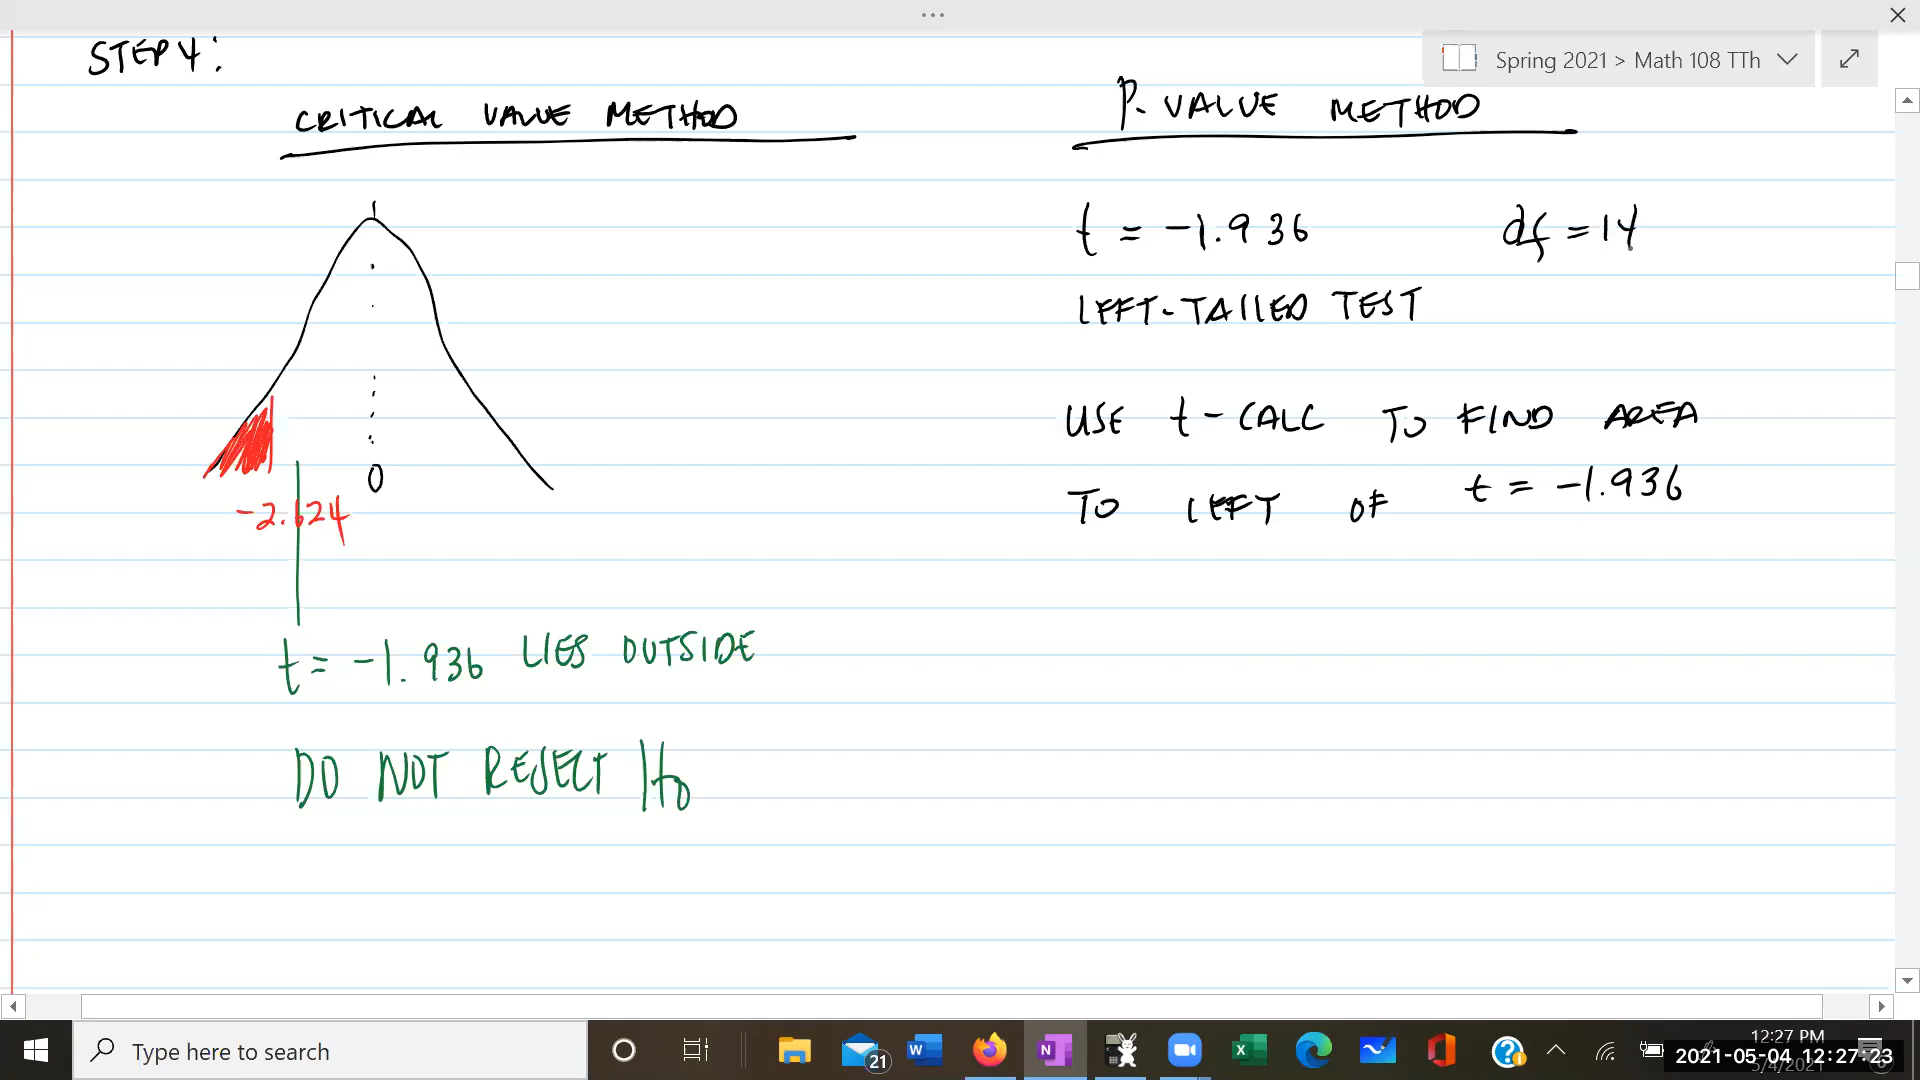 STEP 4:
Spring 2021 > Math 108 TTh
CRITICAL VALUE METHOD
P-VALUE METHOD
t = -1.936 df = 14
LEFT-TAILED TEST
USE t-CALC TO FIND AREA
TO LEFT OF t = -1.936
0
-2.624
t = -1.936 LIES OUTSIDE
DO NOT REJECT H0
Type here to search
21
12:27 PM
2021-05-04 12:27:23